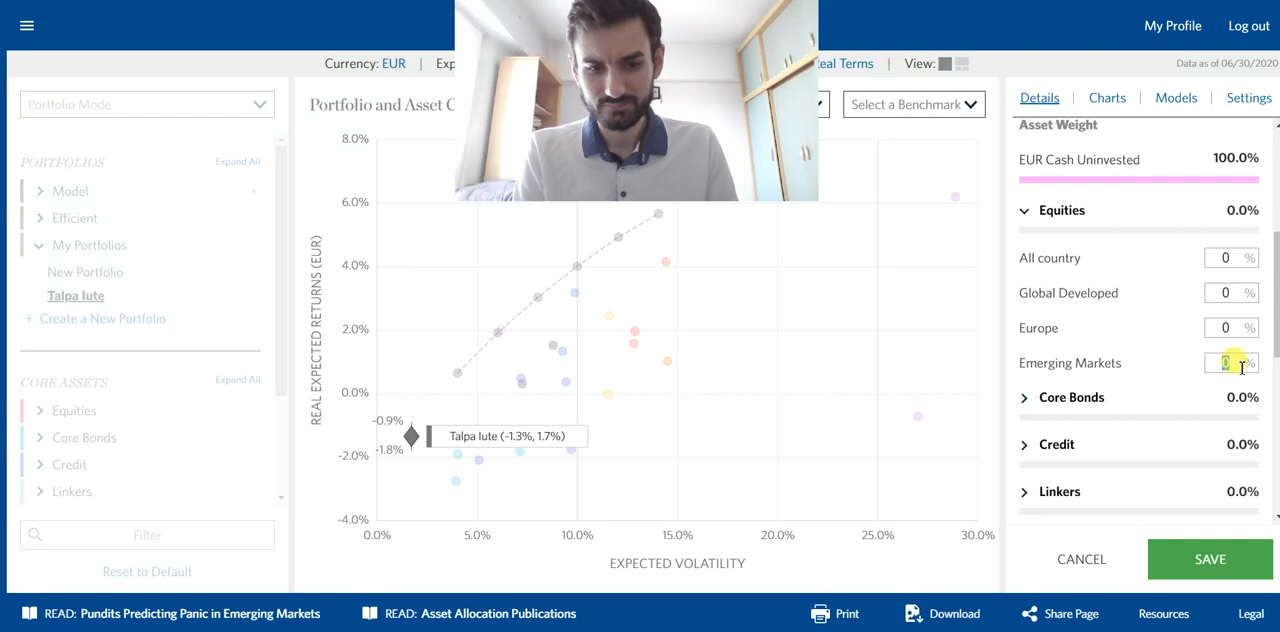 My Profile
Log out
Currency: EUR | Exp
eal Terms | View:
Data as of 06/30/2020
Portfolio Mode
Portfolio and Asset C
Select a Benchmark
Details | Charts | Models | Settings
PORTFOLIOS
Expand All
Model
Efficient
My Portfolios
New Portfolio
Talpa Iute
+ Create a New Portfolio
CORE ASSETS
Expand All
Equities
Core Bonds
Credit
Linkers
Filter
Reset to Default
REAL EXPECTED RETURNS (EUR)
8.0%
6.0%
4.0%
2.0%
0.0%
-0.9%
-1.8%
-2.0%
-4.0%
Talpa Iute (-1.3%, 1.7%)
0.0% 5.0% 10.0% 15.0% 20.0% 25.0% 30.0%
EXPECTED VOLATILITY
Asset Weight
EUR Cash Uninvested 100.0%
Equities 0.0%
All country 0 %
Global Developed 0 %
Europe 0 %
Emerging Markets 0 %
Core Bonds 0.0%
Credit 0.0%
Linkers 0.0%
CANCEL
SAVE
READ: Pundits Predicting Panic in Emerging Markets
READ: Asset Allocation Publications
Print
Download
Share Page
Resources
Legal